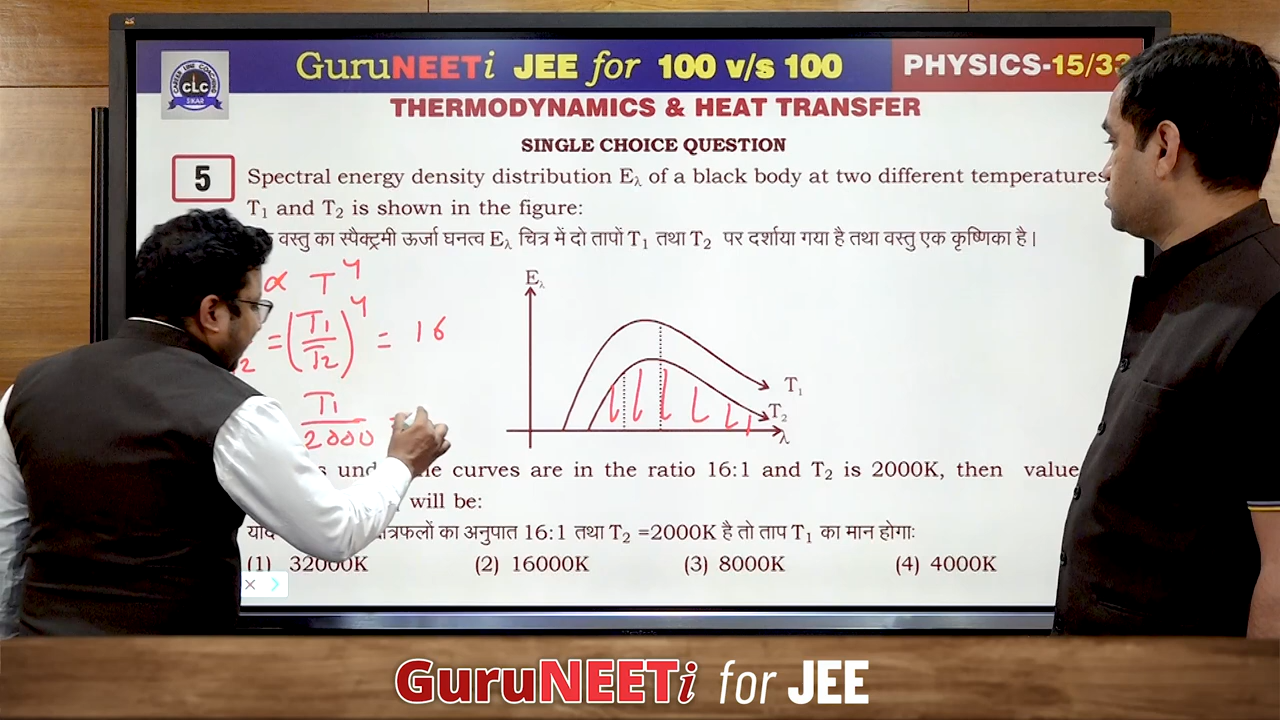 GuruNEETi JEE for 100 v/s 100
PHYSICS-15/33
CAREER LINE COACHING
CLC
SIKAR
THERMODYNAMICS & HEAT TRANSFER
SINGLE CHOICE QUESTION
5
Spectral energy density distribution Eλ of a black body at two different temperatures
T1 and T2 is shown in the figure:
वस्तु का स्पैक्ट्रमी ऊर्जा घनत्व Eλ चित्र में दो तापों T1 तथा T2 पर दर्शाया गया है तथा वस्तु एक कृष्णिका है।
∝ T^4
2 = (T1/T2)^4 = 16
T1/2000 =
Eλ
T1
T2
λ
curves are in the ratio 16:1 and T2 is 2000K, then value
will be:
का अनुपात 16:1 तथा T2 =2000K है तो ताप T1 का मान होगाः
(1) 32000K (2) 16000K (3) 8000K (4) 4000K
GuruNEETi for JEE